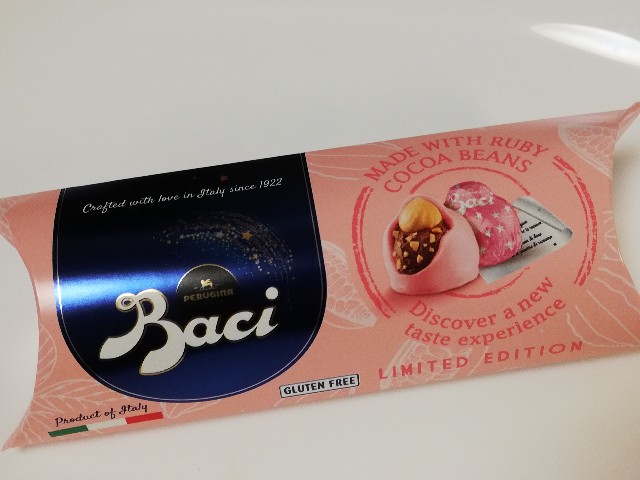 Crafted with love in Italy since 1922
PERUGINA
Baci
Product of Italy
GLUTEN FREE
MADE WITH RUBY
COCOA BEANS
Baci
Discover a new
taste experience
LIMITED EDITION